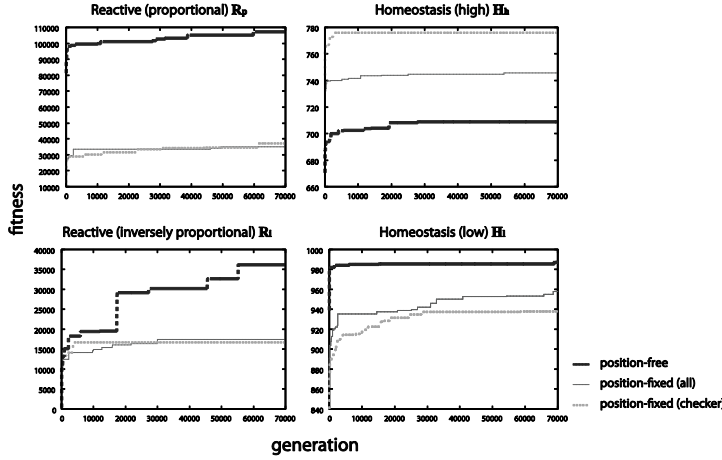 Reactive (proportional) Rp
Homeostasis (high) Hh
110000
100000
90000
80000
70000
60000
50000
40000
30000
20000
10000
0 10000 20000 30000 40000 50000 60000 70000
780
760
740
720
700
680
660
0 10000 20000 30000 40000 50000 60000 70000
fitness
Reactive (inversely proportional) Ri
Homeostasis (low) Hl
40000
35000
30000
25000
20000
15000
10000
5000
0
0 10000 20000 30000 40000 50000 60000 70000
1000
980
960
940
920
900
880
860
840
0 10000 20000 30000 40000 50000 60000 70000
position-free
position-fixed (all)
position-fixed (checker)
generation